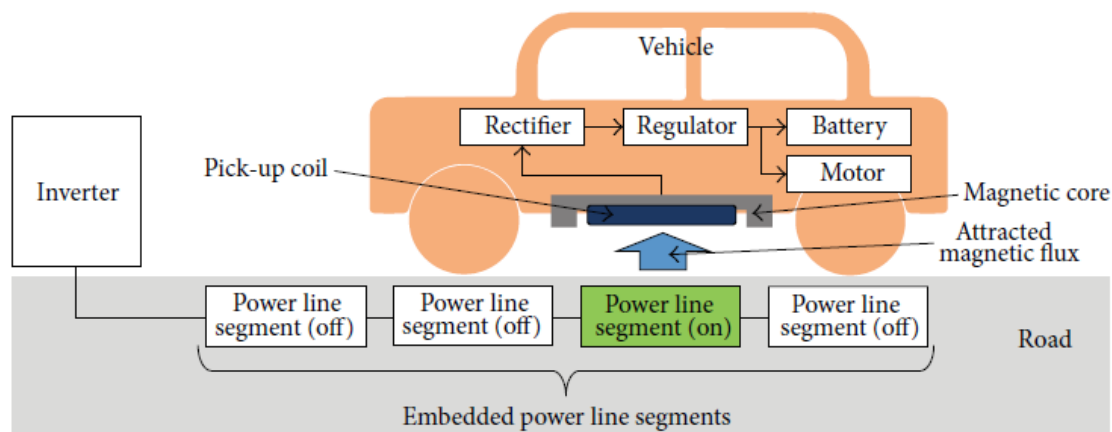 Vehicle
Rectifier
Regulator
Battery
Motor
Pick-up coil
Inverter
Magnetic core
Attracted
magnetic flux
Power line
segment (off)
Power line
segment (off)
Power line
segment (on)
Power line
segment (off)
Road
Embedded power line segments